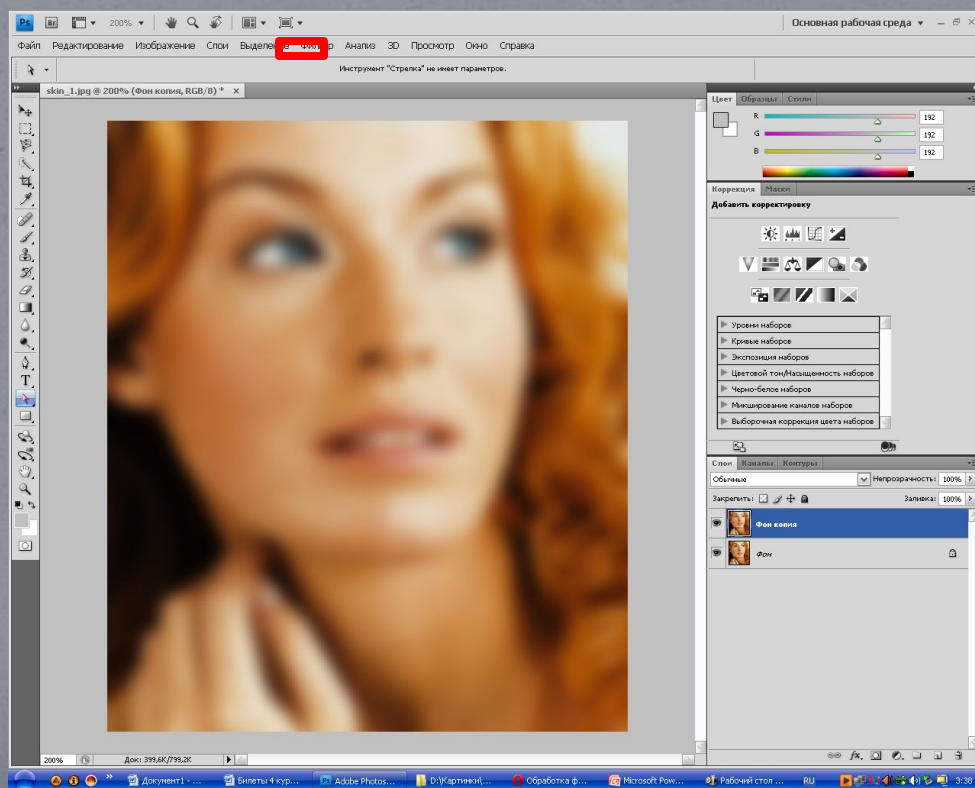 Ps Br 200% Основная рабочая среда
Файл Редактирование Изображение Слои Выделение Фильтр Анализ 3D Просмотр Окно Справка
Инструмент "Стрелка" не имеет параметров.
skin_1.jpg @ 200% (Фон копия, RGB/8) * x
Цвет Образцы Стили
R 192
G 192
B 192
Коррекция Маски
Добавить корректировку
Уровни наборов
Кривые наборов
Экспозиция наборов
Цветовой тон/Насыщенность наборов
Черно-белое наборов
Микширование каналов наборов
Выборочная коррекция цвета наборов
Слои Каналы Контуры
Обычные Непрозрачность: 100%
Закрепить: Заливка: 100%
Фон копия
Фон
200% Док: 399,6K/799,2K
Документ1 - ... Билеты 4 кур... Adobe Photos... D:\Картинки\... Обработка ф... Microsoft Pow... Рабочий стол ... RU 3:38